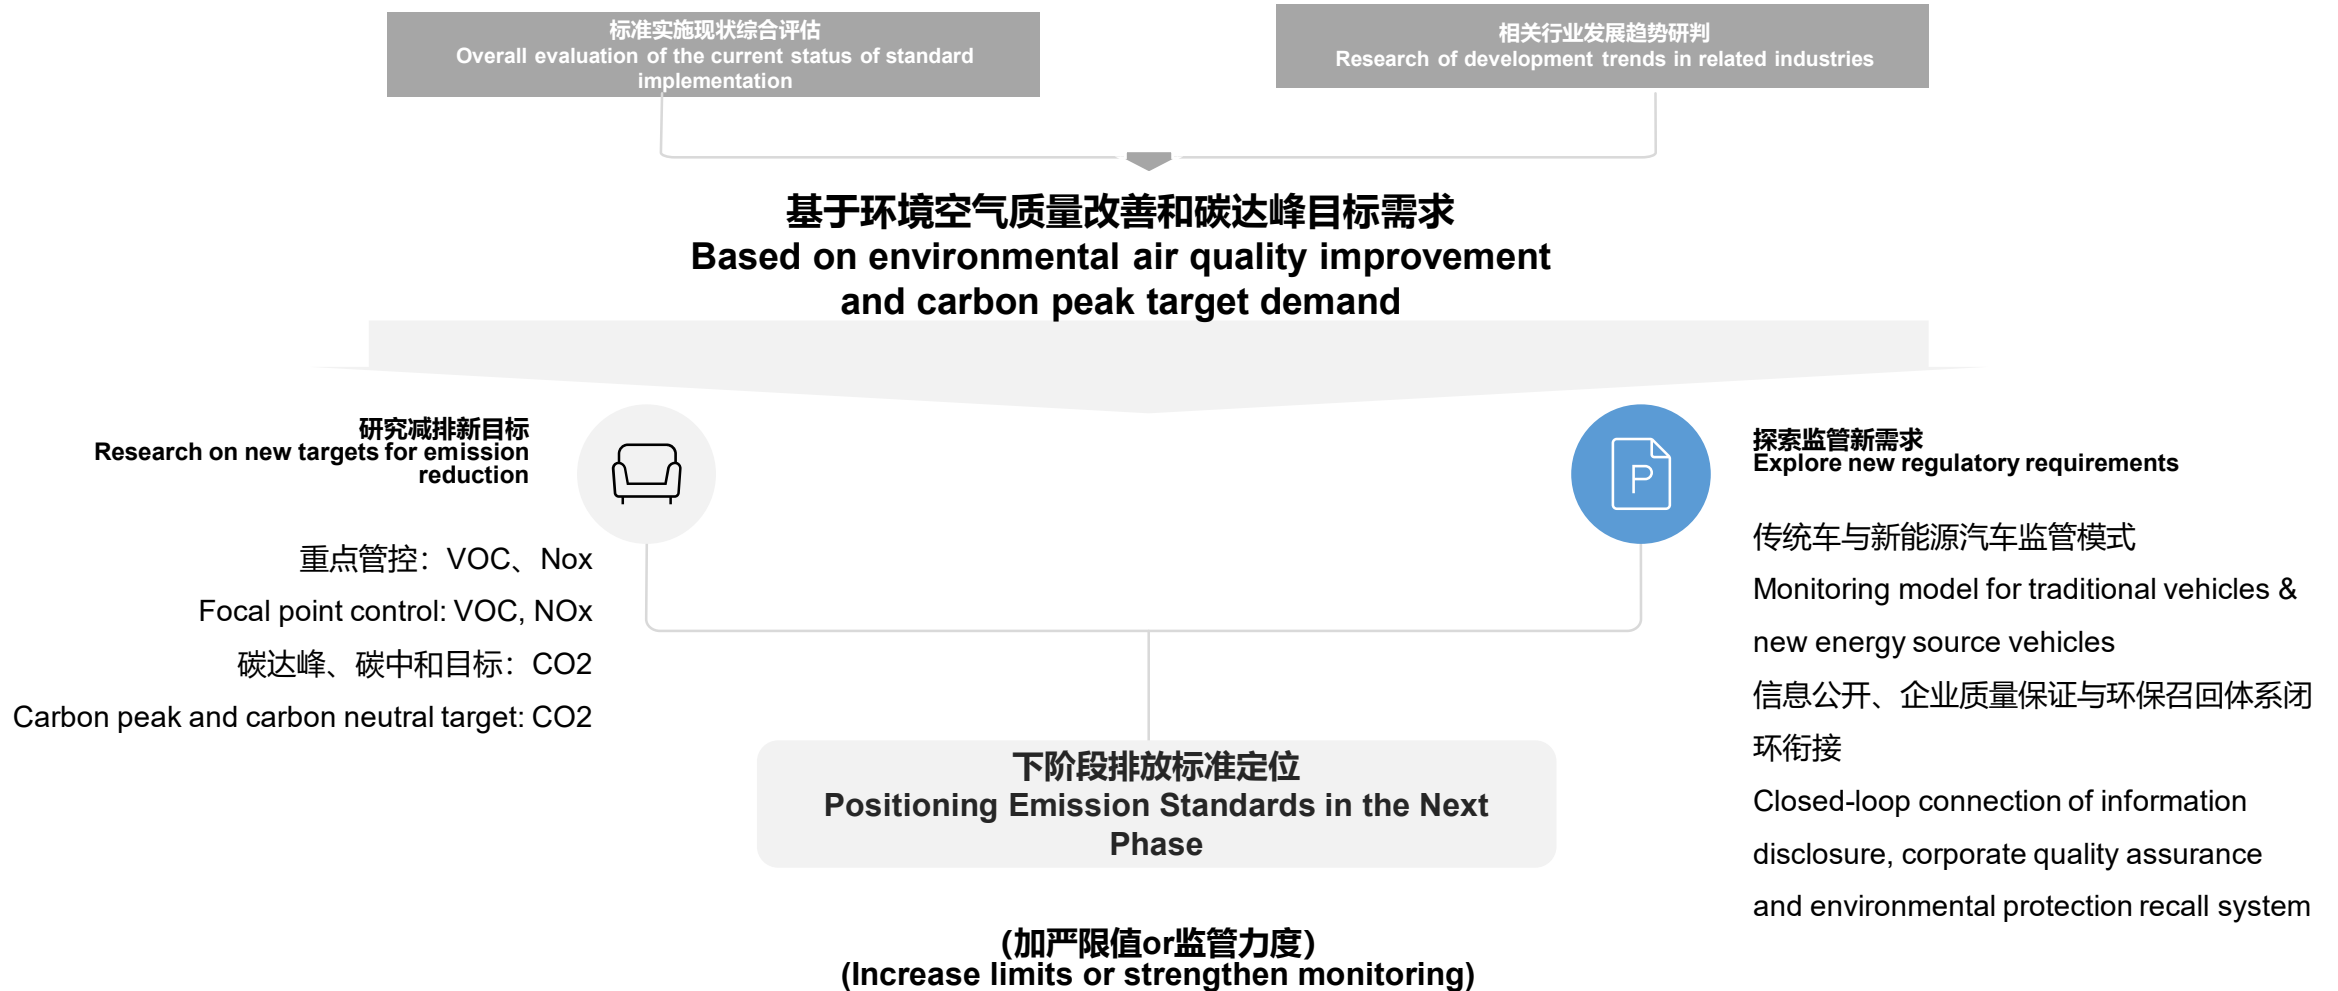 标准实施现状综合评估
Overall evaluation of the current status of standard
implementation
相关行业发展趋势研判
Research of development trends in related industries
基于环境空气质量改善和碳达峰目标需求
Based on environmental air quality improvement
and carbon peak target demand
研究减排新目标
Research on new targets for emission
reduction
重点管控：VOC、Nox
Focal point control: VOC, NOx
碳达峰、碳中和目标：CO2
Carbon peak and carbon neutral target: CO2
P
探索监管新需求
Explore new regulatory requirements
传统车与新能源汽车监管模式
Monitoring model for traditional vehicles &
new energy source vehicles
信息公开、企业质量保证与环保召回体系闭
环衔接
Closed-loop connection of information
disclosure, corporate quality assurance
and environmental protection recall system
下阶段排放标准定位
Positioning Emission Standards in the Next
Phase
（加严限值or监管力度）
(Increase limits or strengthen monitoring)